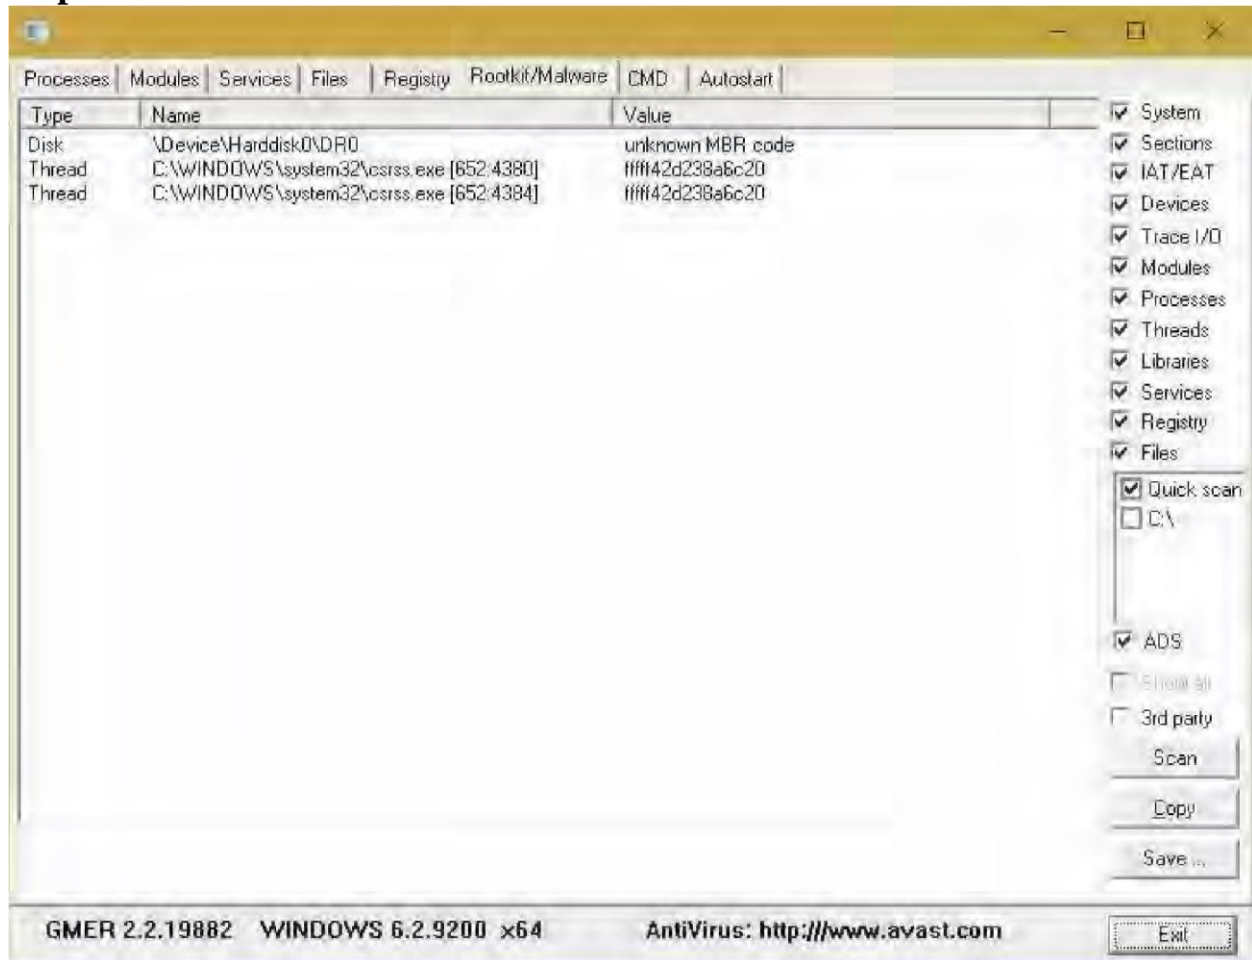 Processes Modules Services Files Registry Rootkit/Malware CMD Autostart
Type Name Value
Disk \Device\Harddisk0\DR0 unknown MBR code
Thread C:\WINDOWS\system32\csrss.exe [652:4380] fffff42d238a6c20
Thread C:\WINDOWS\system32\csrss.exe [652:4384] fffff42d238a6c20
System
Sections
IAT/EAT
Devices
Trace I/O
Modules
Processes
Threads
Libraries
Services
Registry
Files
Quick scan
C:\
ADS
Show all
3rd party
Scan
Copy
Save ...
GMER 2.2.19882 WINDOWS 6.2.9200 x64 AntiVirus: http:///www.avast.com Exit